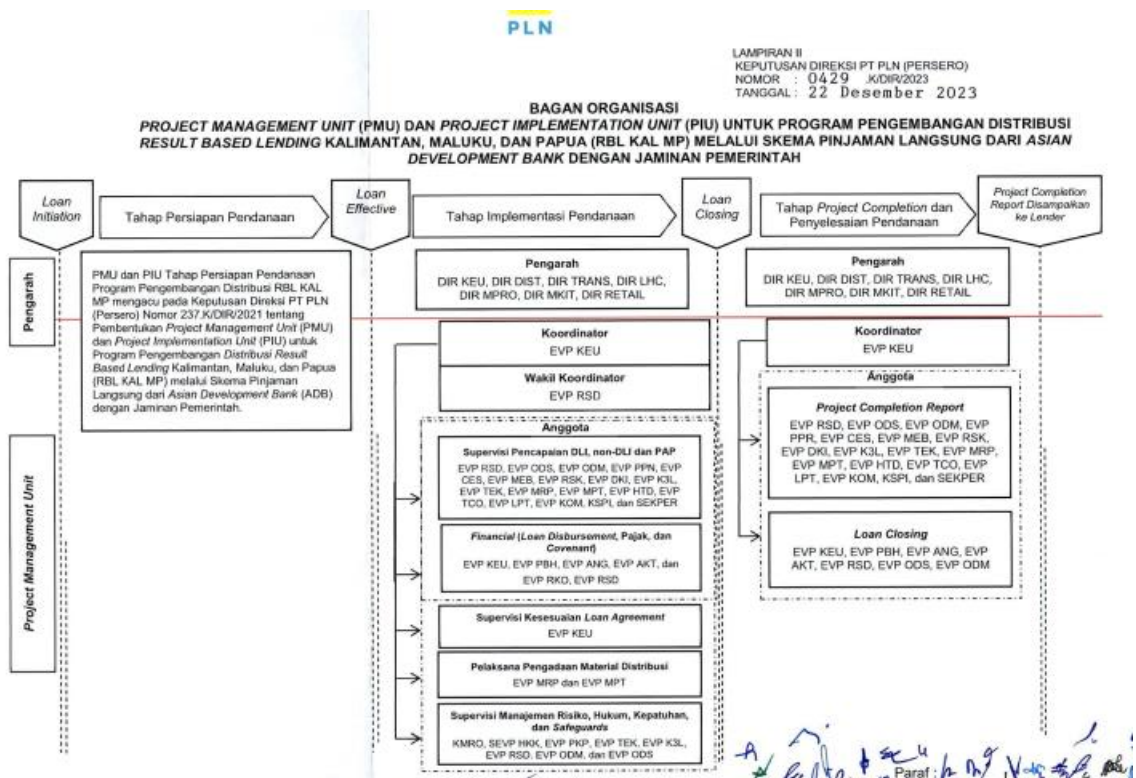 PLN
LAMPIRAN II
KEPUTUSAN DIREKSI PT PLN (PERSERO)
NOMOR : 0429 .K/DIR/2023
TANGGAL : 22 Desember 2023
BAGAN ORGANISASI
PROJECT MANAGEMENT UNIT (PMU) DAN PROJECT IMPLEMENTATION UNIT (PIU) UNTUK PROGRAM PENGEMBANGAN DISTRIBUSI
RESULT BASED LENDING KALIMANTAN, MALUKU, DAN PAPUA (RBL KAL MP) MELALUI SKEMA PINJAMAN LANGSUNG DARI ASIAN
DEVELOPMENT BANK DENGAN JAMINAN PEMERINTAH
Loan
Initiation
Tahap Persiapan Pendanaan
Loan
Effective
Tahap Implementasi Pendanaan
Loan
Closing
Tahap Project Completion dan
Penyelesaian Pendanaan
Project Completion
Report Disampaikan
ke Lender
Pengarah
PMU dan PIU Tahap Persiapan Pendanaan
Program Pengembangan Distribusi RBL KAL
MP mengacu pada Keputusan Direksi PT PLN
(Persero) Nomor 237.K/DIR/2021 tentang
Pembentukan Project Management Unit (PMU)
dan Project Implementation Unit (PIU) untuk
Program Pengembangan Distribusi Result
Based Lending Kalimantan, Maluku, dan Papua
(RBL KAL MP) melalui Skema Pinjaman
Langsung dari Asian Development Bank (ADB)
dengan Jaminan Pemerintah.
Pengarah
DIR KEU, DIR DIST, DIR TRANS, DIR LHC,
DIR MPRO, DIR MKIT, DIR RETAIL
Pengarah
DIR KEU, DIR DIST, DIR TRANS, DIR LHC,
DIR MPRO, DIR MKIT, DIR RETAIL
Project Management Unit
Koordinator
EVP KEU
Wakil Koordinator
EVP RSD
Anggota
Supervisi Pencapaian DLI, non-DLI dan PAP
EVP RSD, EVP ODS, EVP ODM, EVP PPN, EVP
CES, EVP MEB, EVP RSK, EVP DKI, EVP K3L,
EVP TEK, EVP MRP, EVP MPT, EVP HTD, EVP
TCO, EVP LPT, EVP KOM, KSPI, dan SEKPER
Financial (Loan Disbursement, Pajak, dan
Covenant)
EVP KEU, EVP PBH, EVP ANG, EVP AKT, dan
EVP RKO, EVP RSD
Supervisi Kesesuaian Loan Agreement
EVP KEU
Pelaksana Pengadaan Material Distribusi
EVP MRP dan EVP MPT
Supervisi Manajemen Risiko, Hukum, Kepatuhan,
dan Safeguards
KMRO, SEVP HKK, EVP PKP, EVP TEK, EVP K3L,
EVP RSD, EVP ODM, dan EVP ODS
Koordinator
EVP KEU
Anggota
Project Completion Report
EVP RSD, EVP ODS, EVP ODM, EVP
PPR, EVP CES, EVP MEB, EVP RSK,
EVP DKI, EVP K3L, EVP TEK, EVP MRP,
EVP MPT, EVP HTD, EVP TCO, EVP
LPT, EVP KOM, KSPI, dan SEKPER
Loan Closing
EVP KEU, EVP PBH, EVP ANG, EVP
AKT, EVP RSD, EVP ODS, EVP ODM
Paraf :